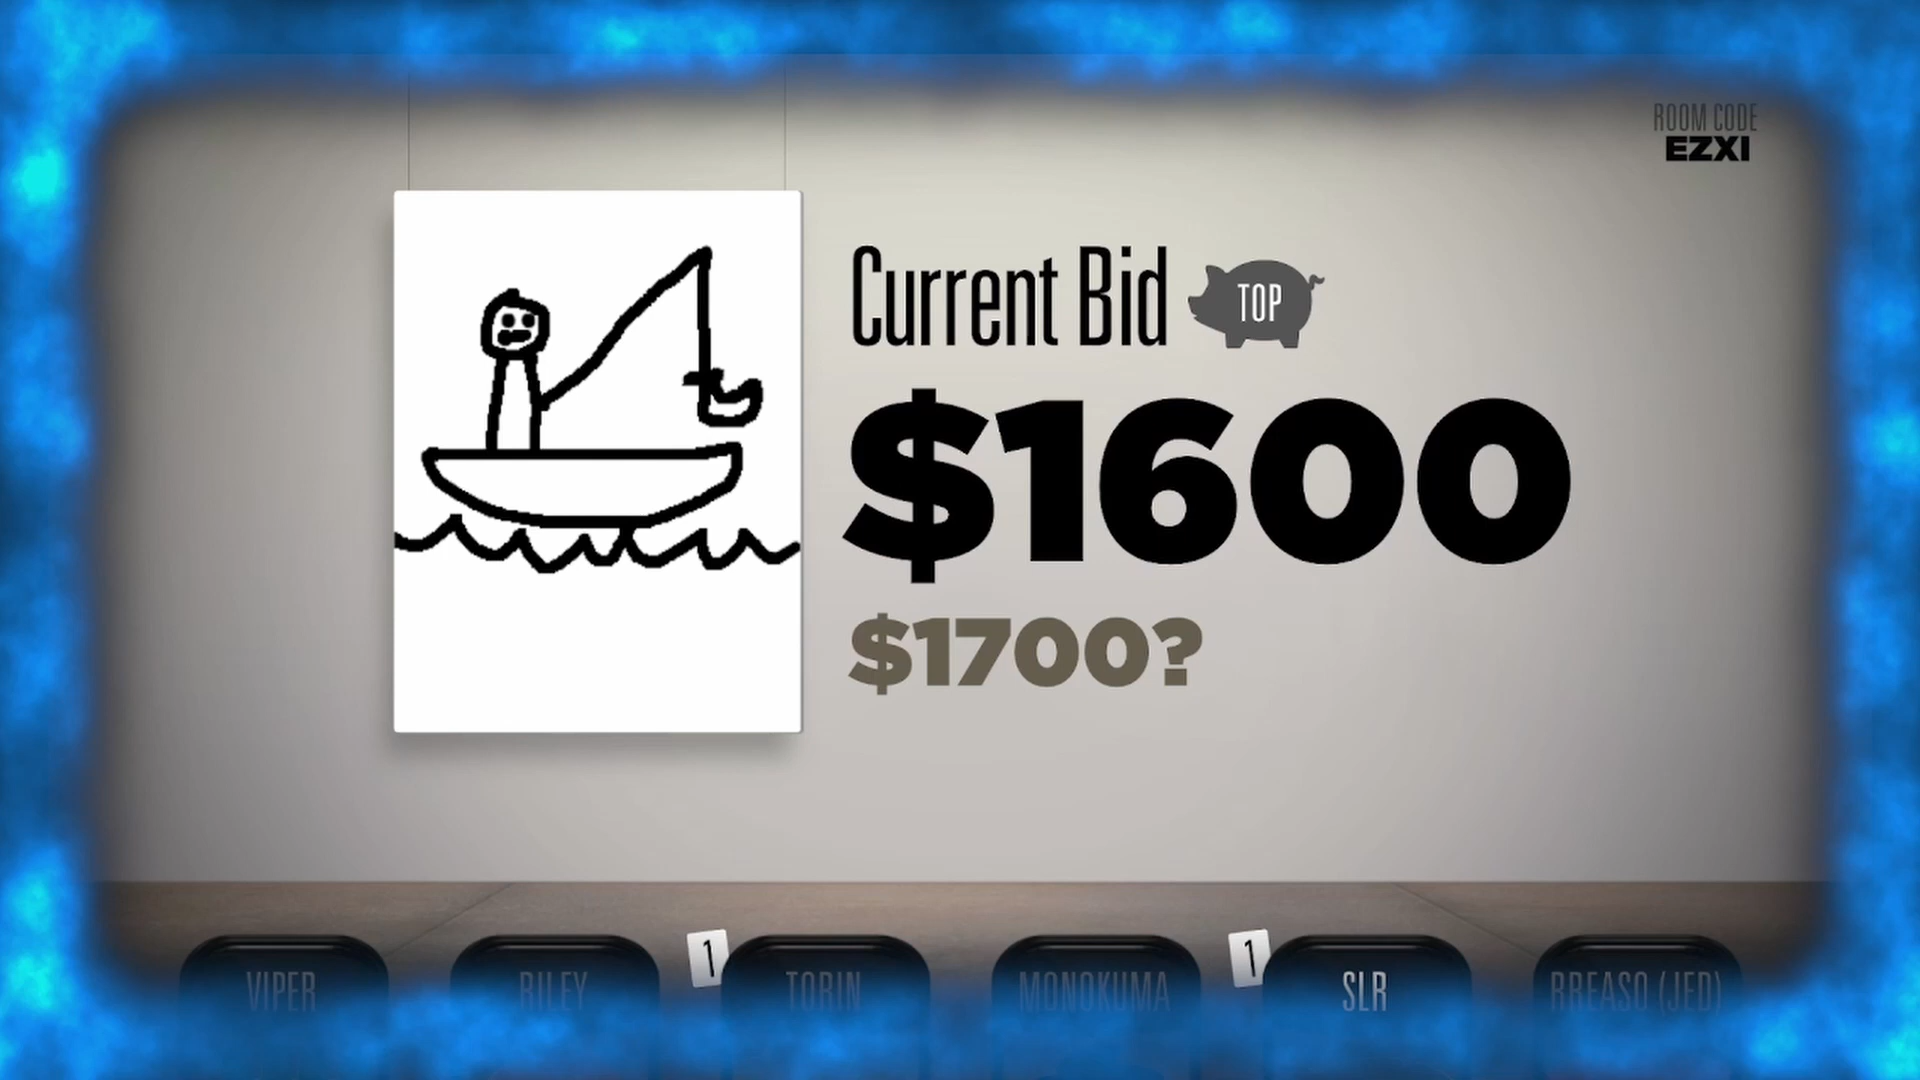 ROOM CODE
EZXI
Current Bid
TOP
$1600
$1700?
1
1
VIPER
RILEY
TORIN
MONOKUMA
SLR
BREASO (JED)